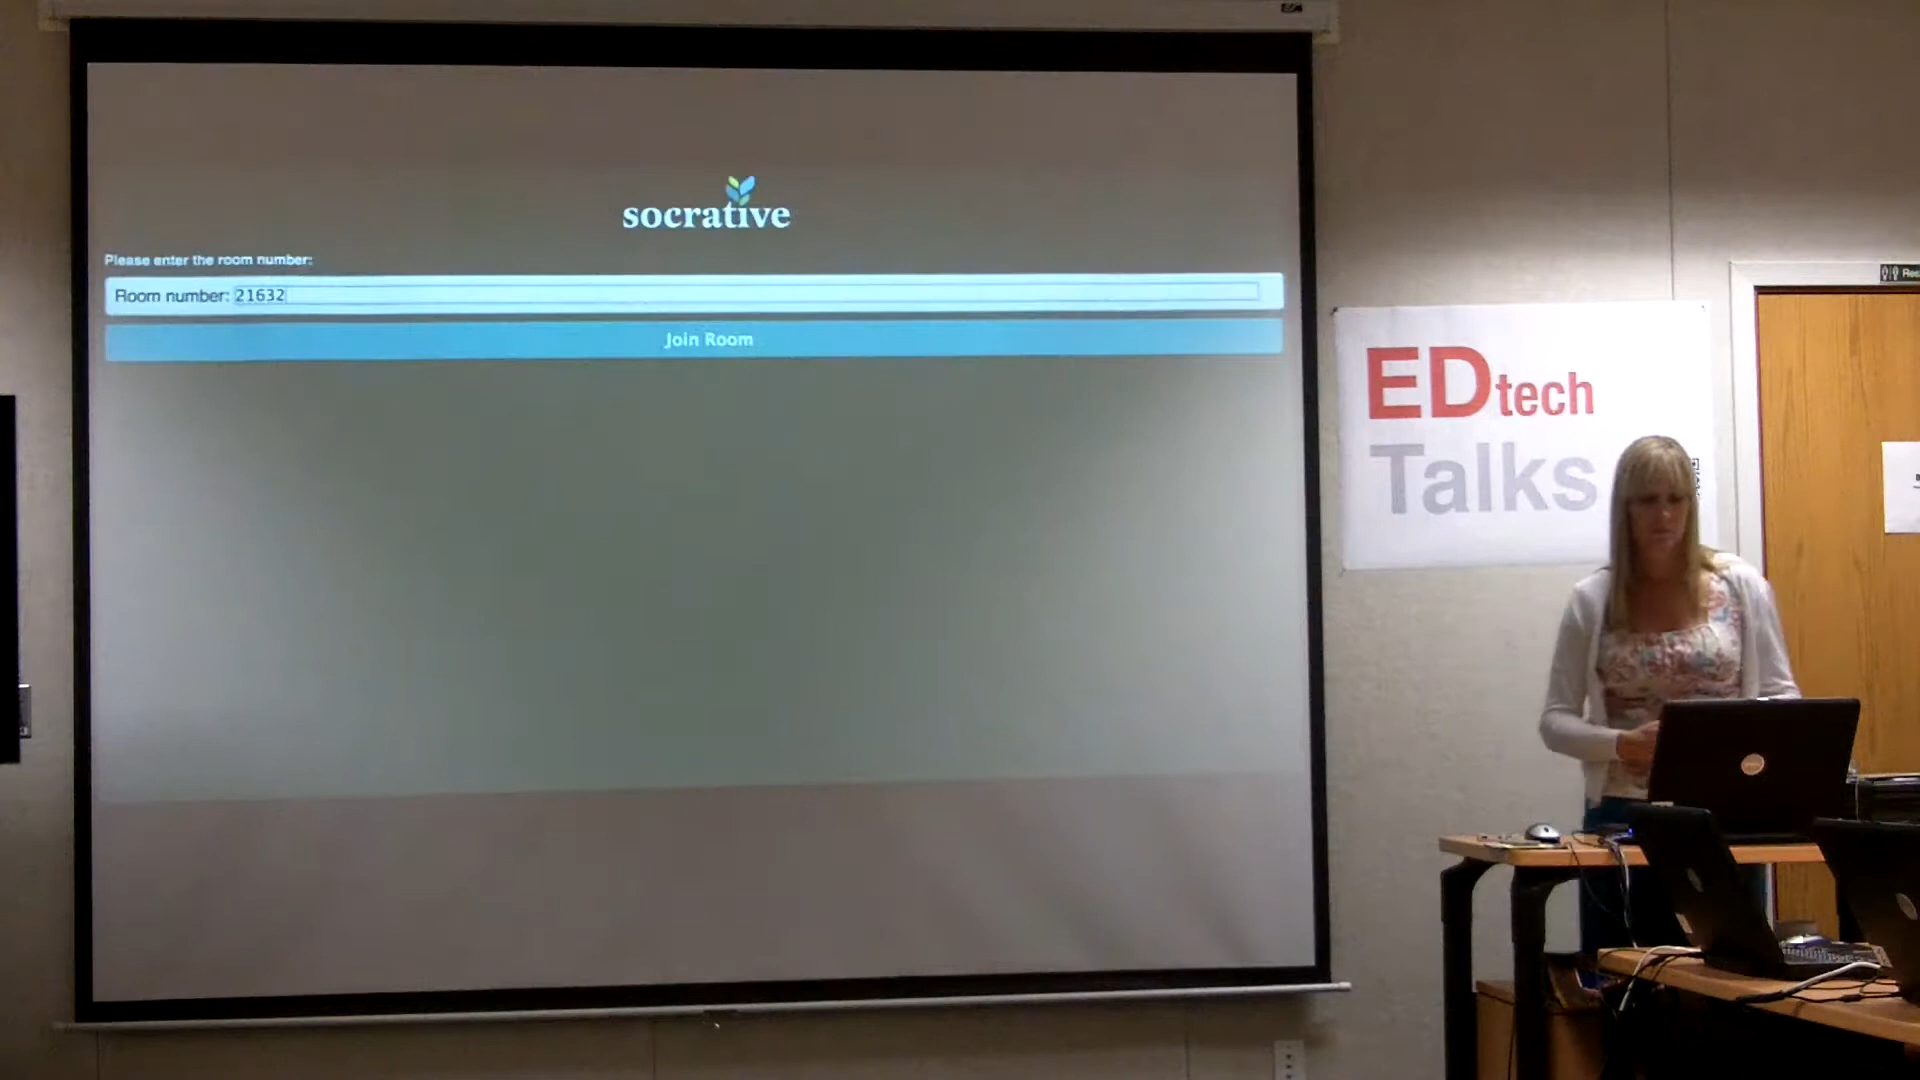 socrative
Please enter the room number:
Room number: 21632
Join Room
EDtech
Talks